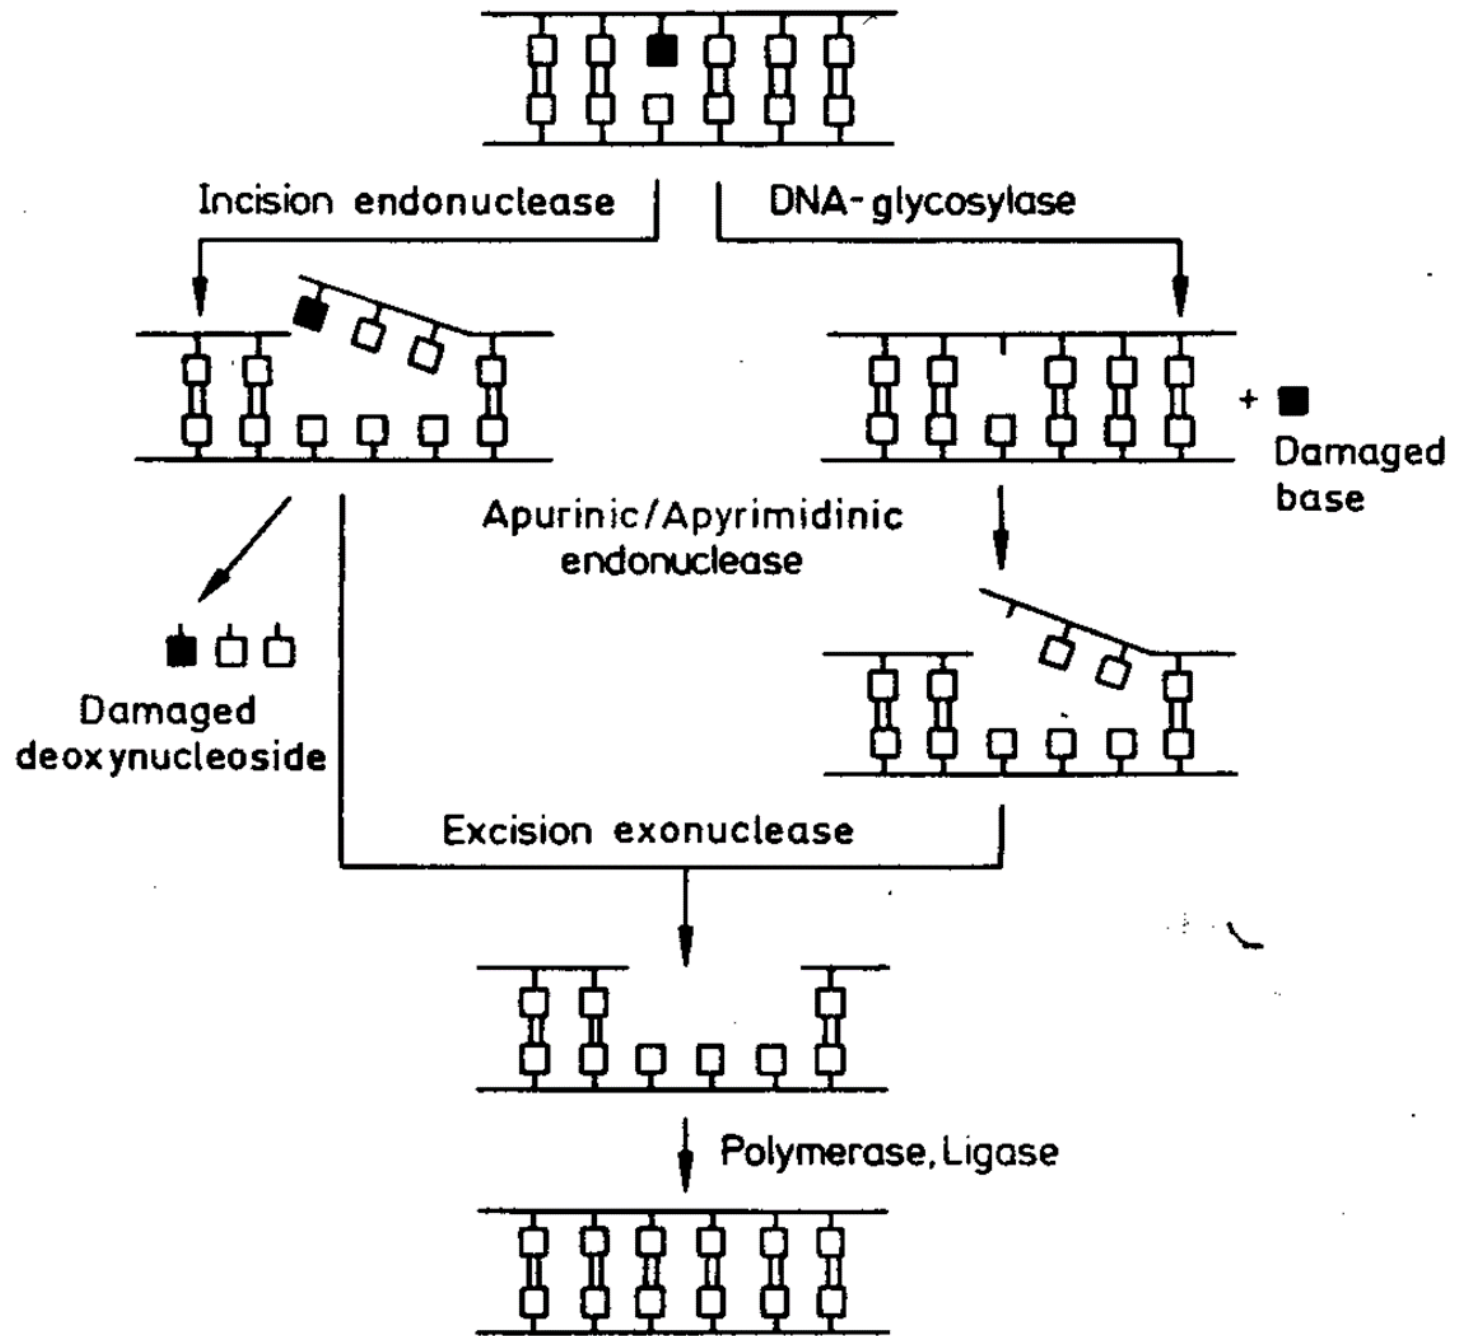 Incision endonuclease
DNA-glycosylase
+
Damaged
base
Apurinic/Apyrimidinic
endonuclease
Damaged
deoxynucleoside
Excision exonuclease
Polymerase, Ligase